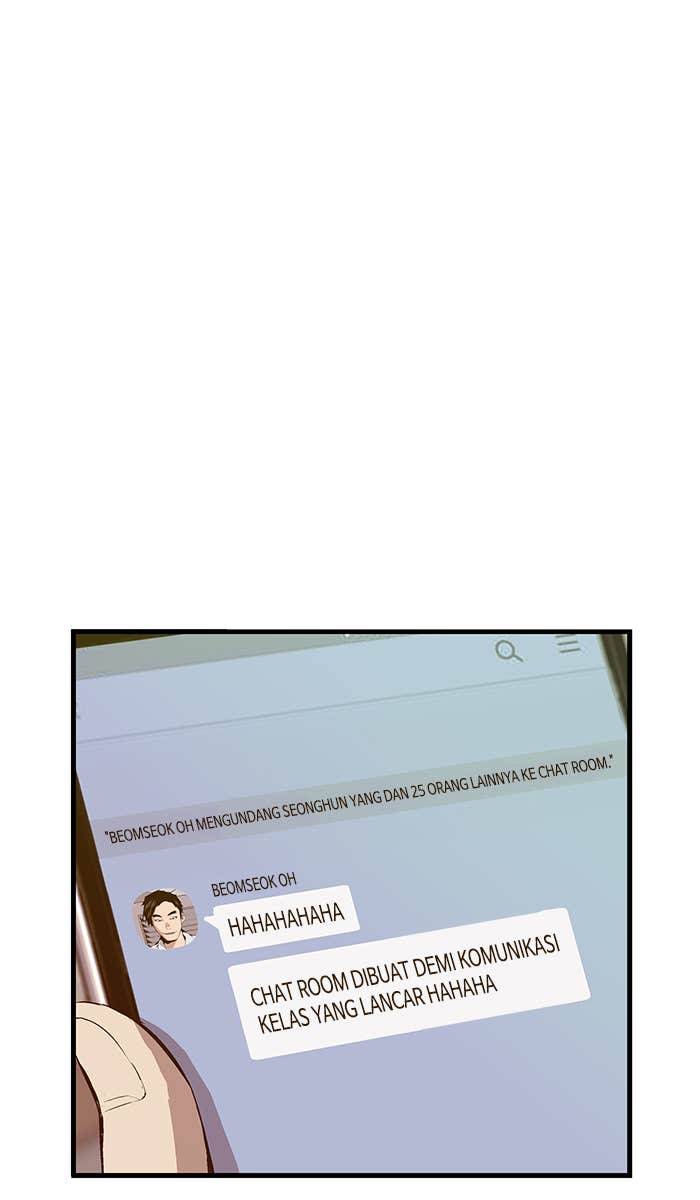 "BEOMSEOK OH MENGUNDANG SEONGHUN YANG DAN 25 ORANG LAINNYA KE CHAT ROOM."
BEOMSEOK OH
HAHAHAHAHA
CHAT ROOM DIBUAT DEMI KOMUNIKASI
KELAS YANG LANCAR HAHAHA